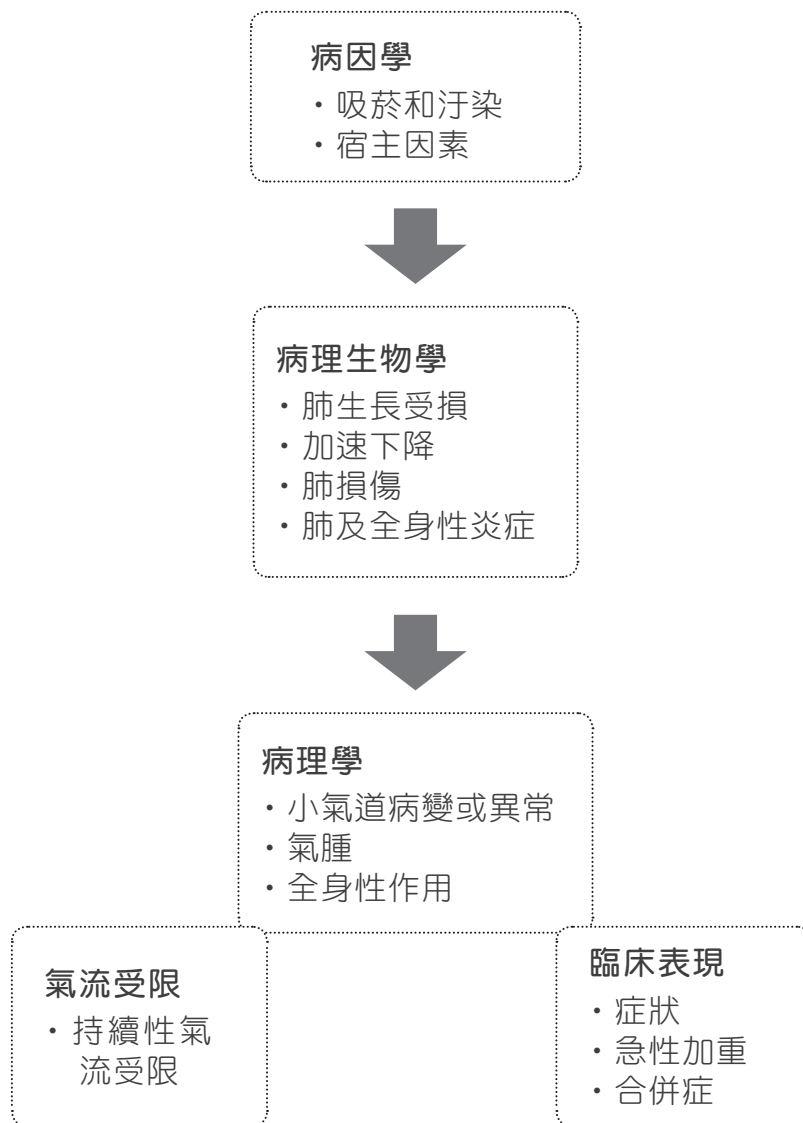 病因學
・吸菸和汙染
・宿主因素
病理生物學
・肺生長受損
・加速下降
・肺損傷
・肺及全身性炎症
病理學
・小氣道病變或異常
・氣腫
・全身性作用
氣流受限
・持續性氣
流受限
臨床表現
・症狀
・急性加重
・合併症